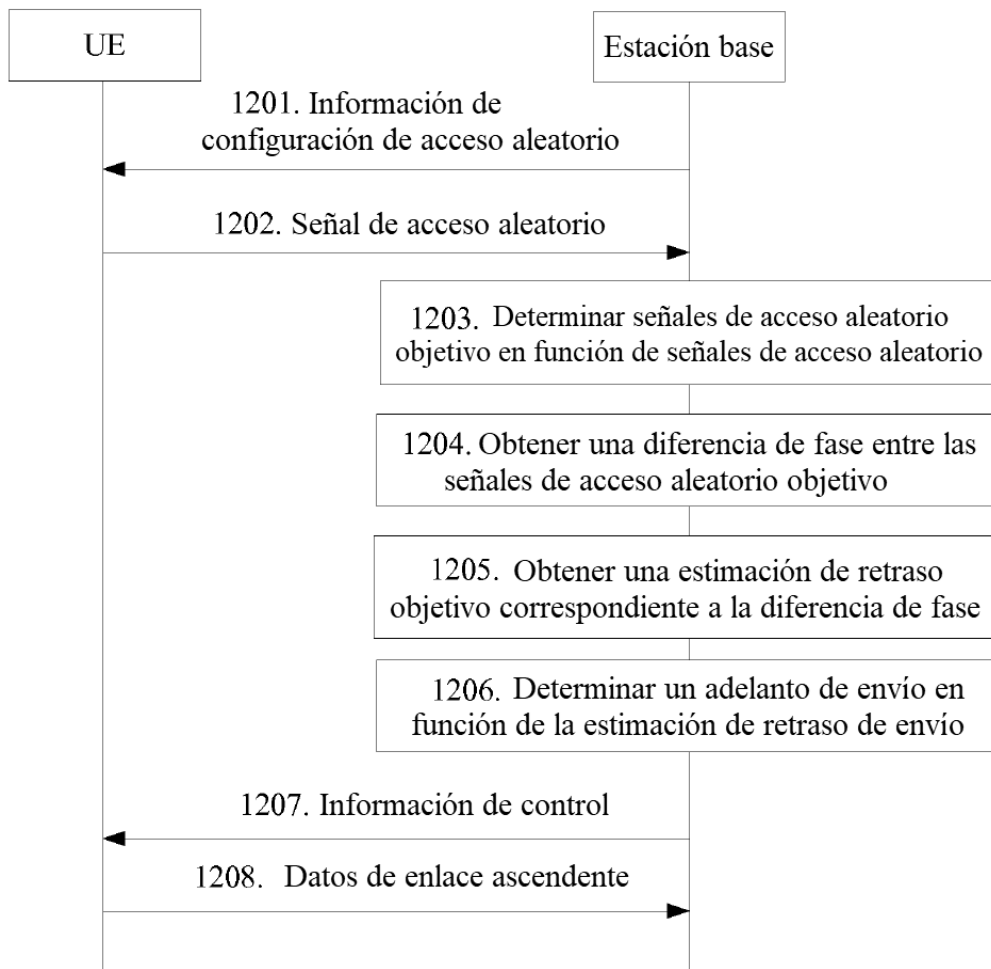 UE
Estación base
1201. Información de
configuración de acceso aleatorio
1202. Señal de acceso aleatorio
1203. Determinar señales de acceso aleatorio
objetivo en función de señales de acceso aleatorio
1204. Obtener una diferencia de fase entre las
señales de acceso aleatorio objetivo
1205. Obtener una estimación de retraso
objetivo correspondiente a la diferencia de fase
1206. Determinar un adelanto de envío en
función de la estimación de retraso de envío
1207. Información de control
1208. Datos de enlace ascendente